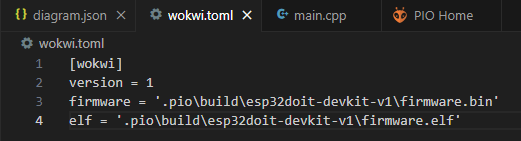 diagram.json wokwi.toml main.cpp PIO Home
wokwi.toml
1 [wokwi]
2 version = 1
3 firmware = '.pio\build\esp32doit-devkit-v1\firmware.bin'
4 elf = '.pio\build\esp32doit-devkit-v1\firmware.elf'